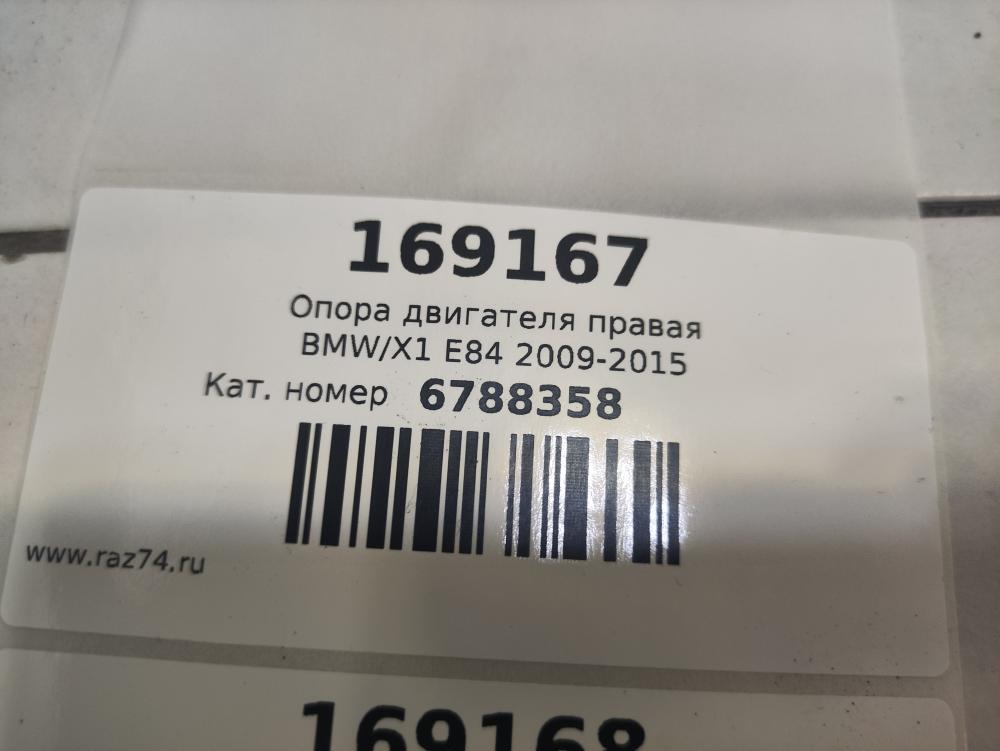 169167
Опора двигателя правая
BMW/X1 E84 2009-2015
Кат. номер 6788358
www.raz74.ru
169168